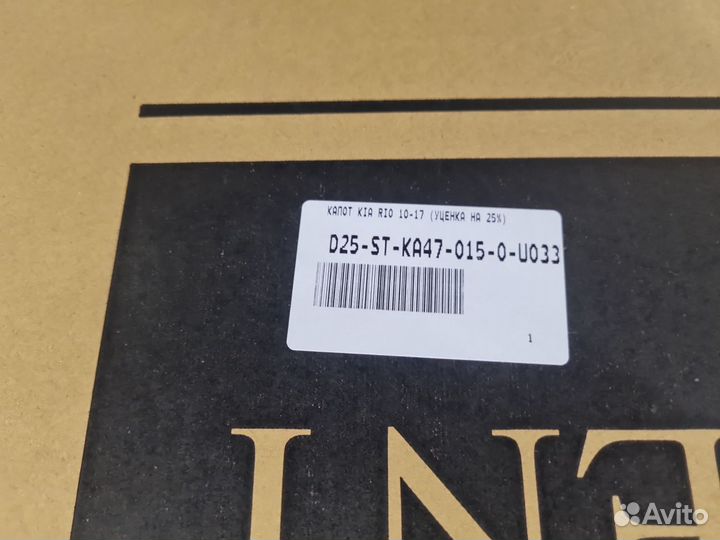 КАПОТ KIA RIO 10-17 (УЦЕНКА НА 25%)
D25-ST-KA47-015-0-U033
1
Avito